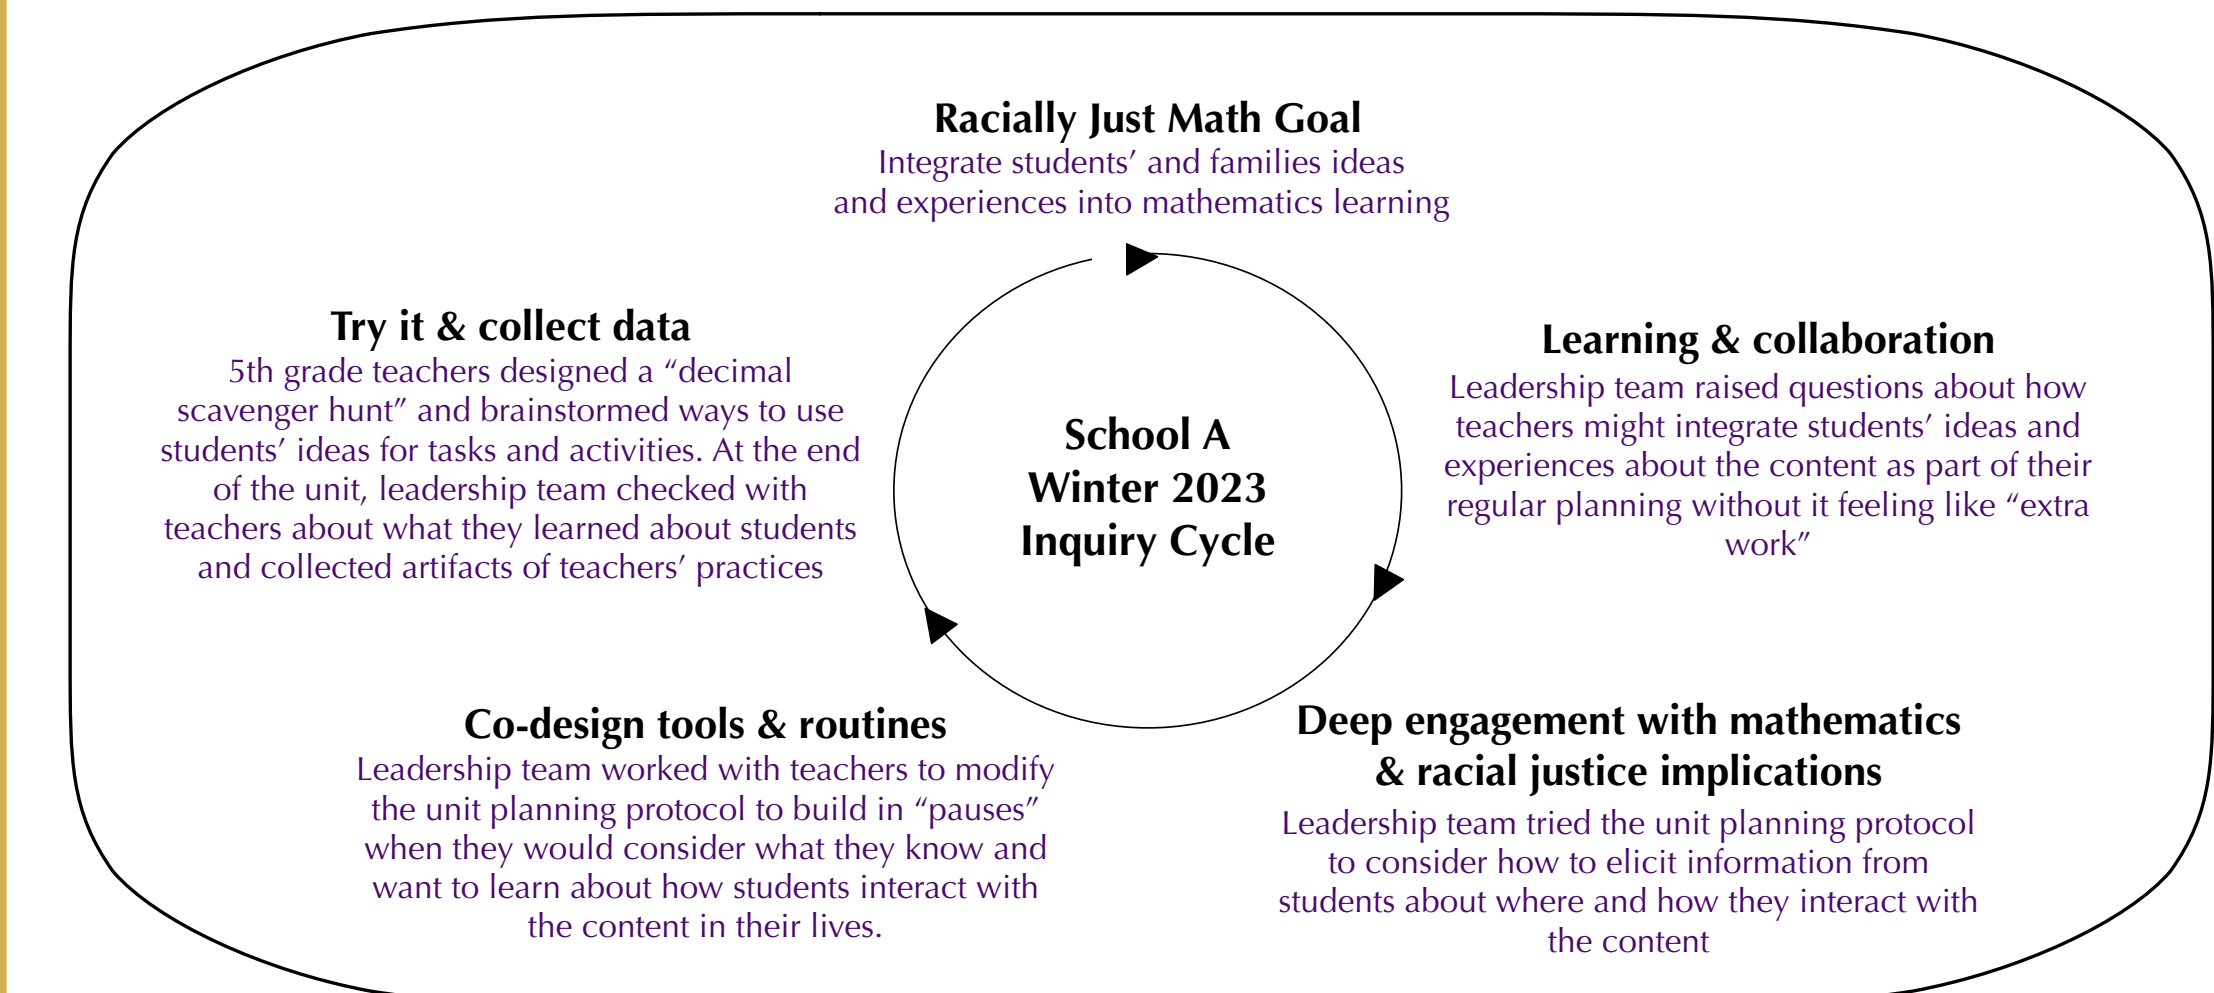 Racially Just Math Goal
Integrate students’ and families ideas
and experiences into mathematics learning
Learning & collaboration
Leadership team raised questions about how
teachers might integrate students’ ideas and
experiences about the content as part of their
regular planning without it feeling like “extra
work”
Deep engagement with mathematics
& racial justice implications
Leadership team tried the unit planning protocol
to consider how to elicit information from
students about where and how they interact with
the content
Co-design tools & routines
Leadership team worked with teachers to modify
the unit planning protocol to build in “pauses”
when they would consider what they know and
want to learn about how students interact with
the content in their lives.
Try it & collect data
5th grade teachers designed a “decimal
scavenger hunt” and brainstormed ways to use
students’ ideas for tasks and activities. At the end
of the unit, leadership team checked with
teachers about what they learned about students
and collected artifacts of teachers’ practices
School A
Winter 2023
Inquiry Cycle